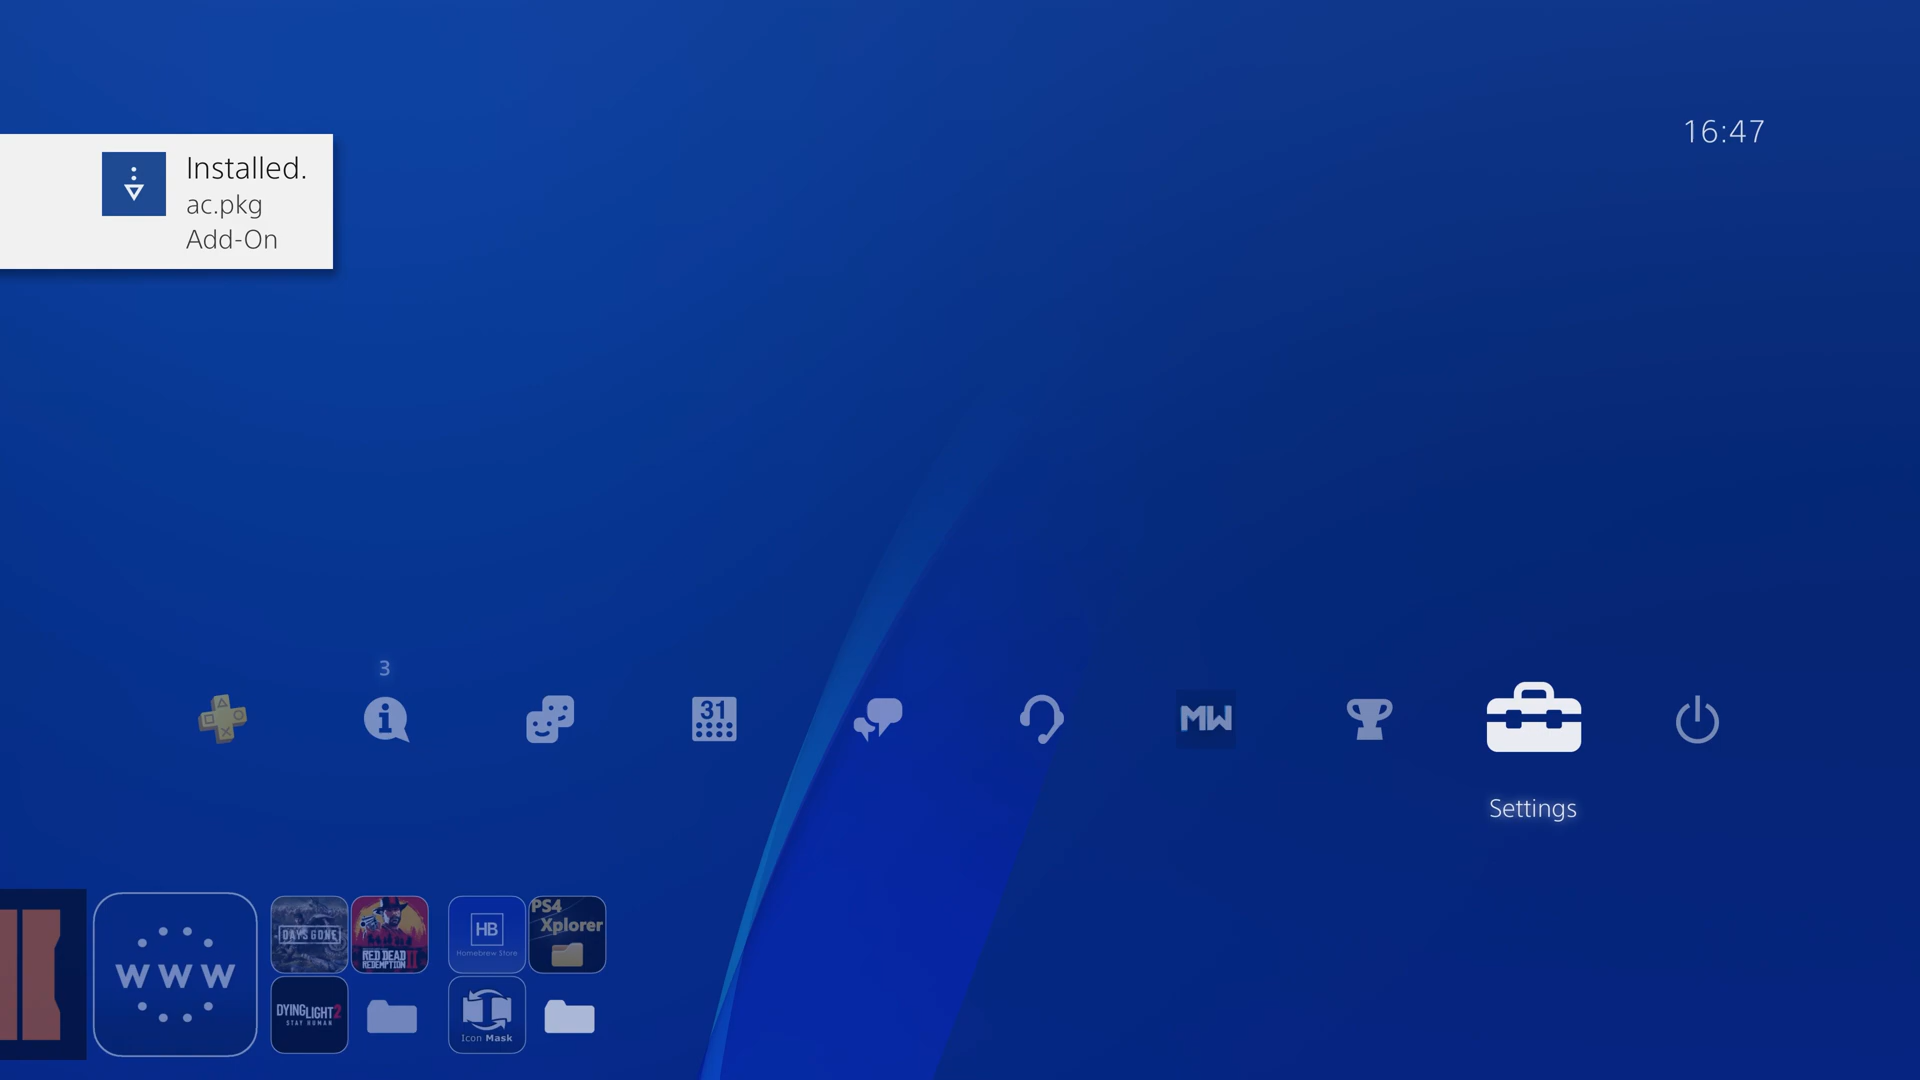 16:47
Installed.
ac.pkg
Add-On
3
31
MW
Settings
WWW
DAYS GONE
RED DEAD
REDEMPTION II
HB
Homebrew Store
PS4
Xplorer
DYING LIGHT 2
STAY HUMAN
Icon Mask